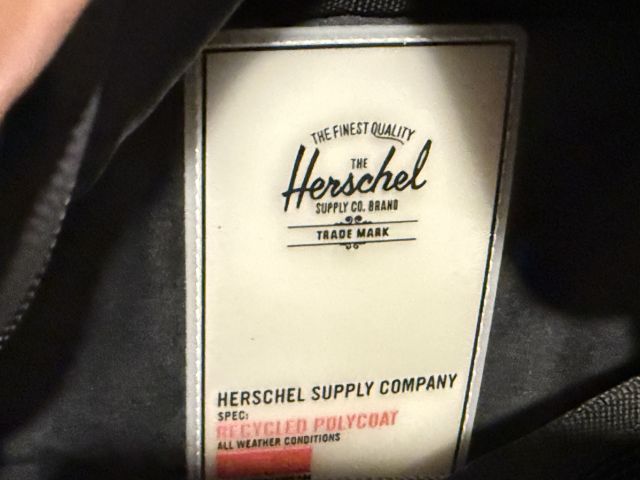 THE FINEST QUALITY
THE
Herschel
SUPPLY CO. BRAND
TRADE MARK
HERSCHEL SUPPLY COMPANY
SPEC:
RECYCLED POLYCOAT
ALL WEATHER CONDITIONS